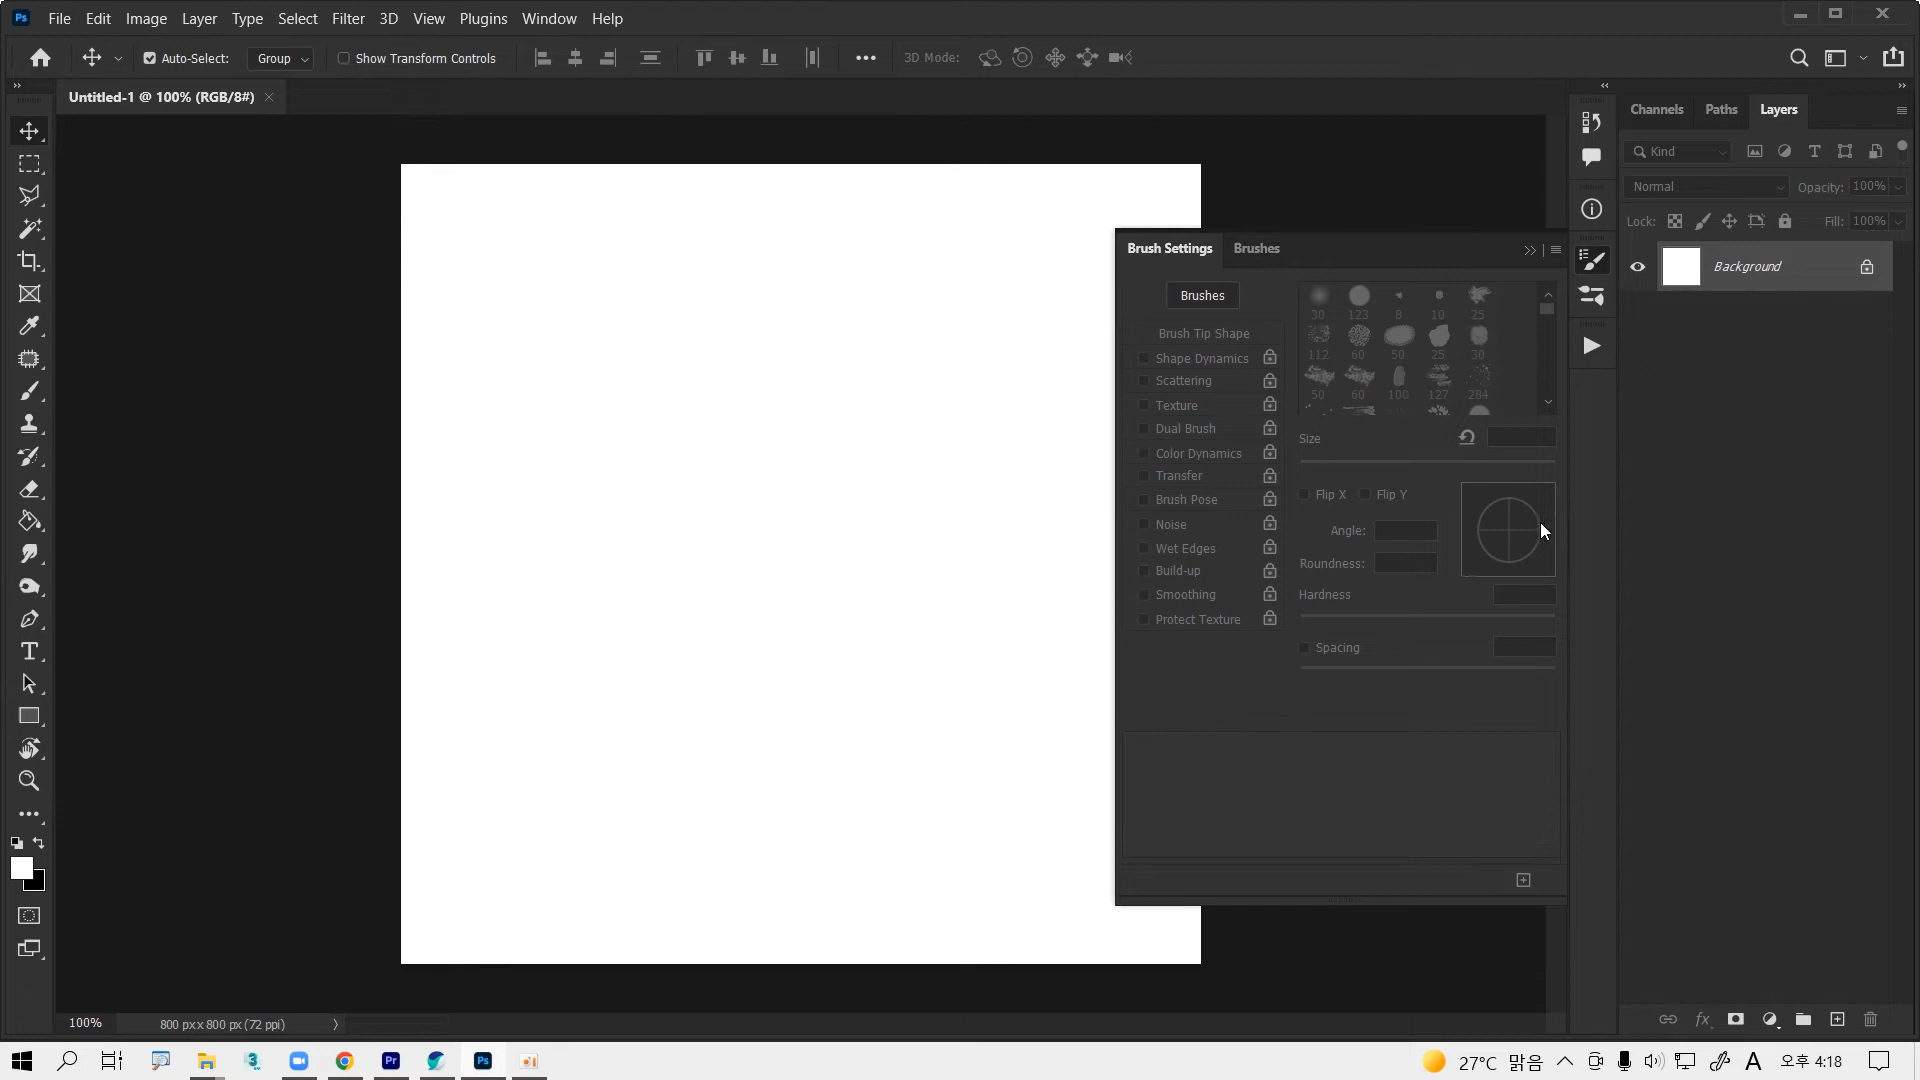 Ps File Edit Image Layer Type Select Filter 3D View Plugins Window Help
Auto-Select: Group Show Transform Controls 3D Mode:
Untitled-1 @ 100% (RGB/8#)
Channels Paths Layers
Kind
Normal Opacity: 100%
Lock: Fill: 100%
Background
Brush Settings Brushes
Brushes
Brush Tip Shape
Shape Dynamics
Scattering
Texture
Dual Brush
Color Dynamics
Transfer
Brush Pose
Noise
Wet Edges
Build-up
Smoothing
Protect Texture
30 123 8 10 25
112 60 50 25 30
50 60 100 127 284
Size
Flip X Flip Y
Angle:
Roundness:
Hardness
Spacing
fx
100% 800 px x 800 px (72 ppi)
3 Pr Ps 27°C 맑음 A 오후 4:18